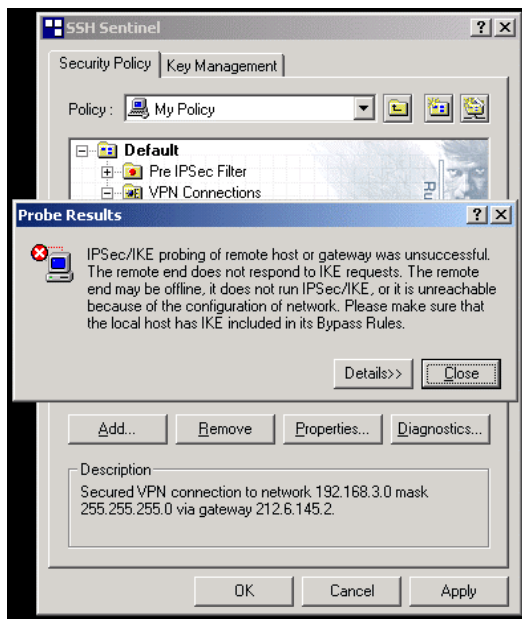 SSH Sentinel
Security Policy
Key Management
Policy :
My Policy
Default
Pre IPSec Filter
VPN Connections
Ru
Probe Results
IPSec/IKE probing of remote host or gateway was unsuccessful.
The remote end does not respond to IKE requests. The remote
end may be offline, it does not run IPSec/IKE, or it is unreachable
because of the configuration of network. Please make sure that
the local host has IKE included in its Bypass Rules.
Details>>
Close
Add...
Remove
Properties...
Diagnostics...
Description
Secured VPN connection to network 192.168.3.0 mask
255.255.255.0 via gateway 212.6.145.2.
OK
Cancel
Apply